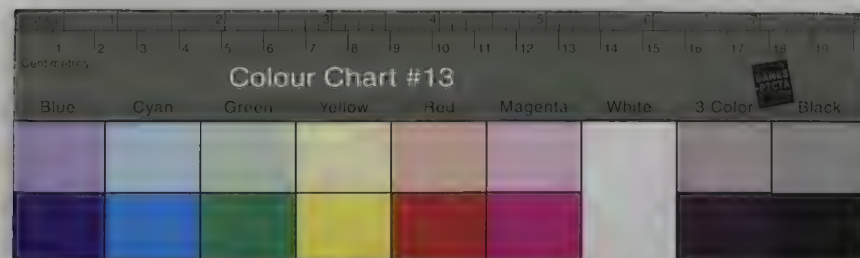 1 2 3 4 5 6
1 2 3 4 5 6 7 8 9 10 11 12 13 14 15 16 17 18 19
Centimetres
Colour Chart #13
DANES
PICTA
Blue Cyan Green Yellow Red Magenta White 3 Color Black